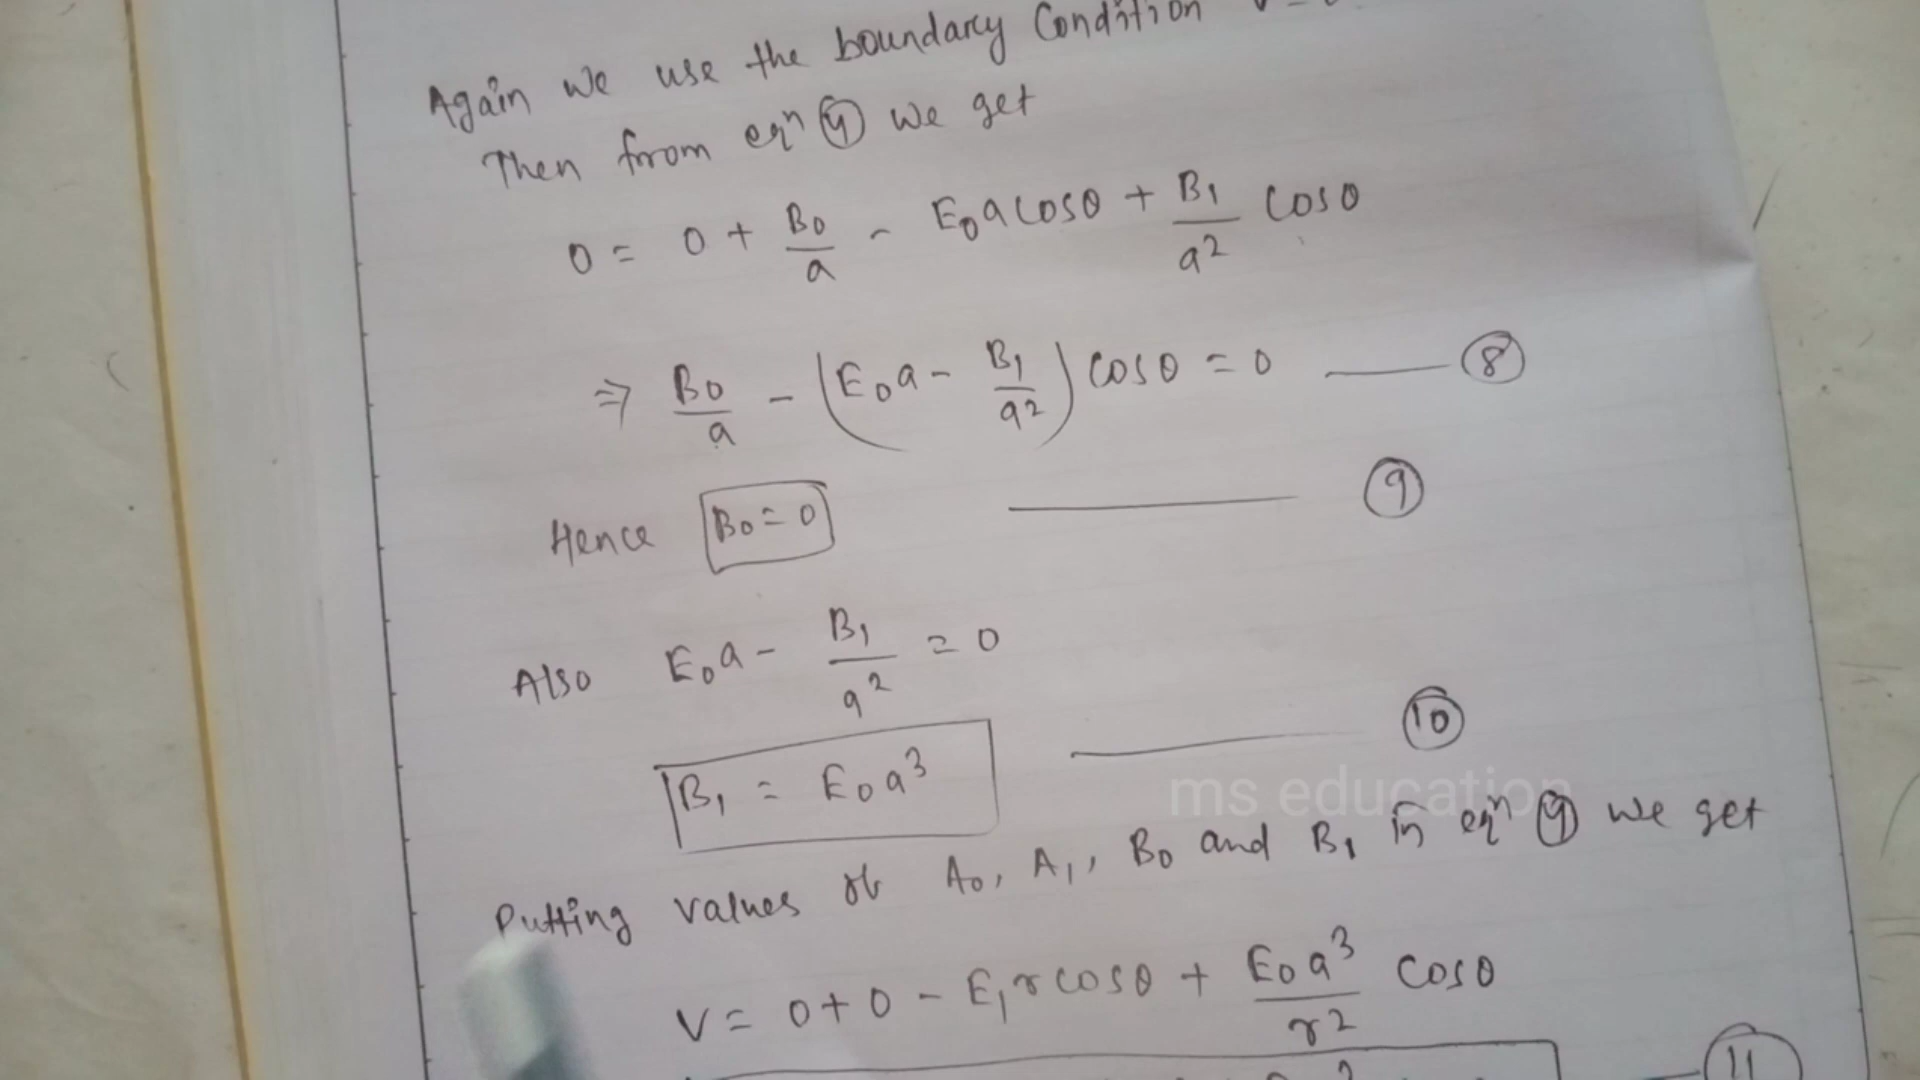 Again we use the boundary Condition V =
Then from eqⁿ ④ we get
0 = 0 + B₀/a - E₀a cosθ + B₁/a² cosθ
⇒ B₀/a - (E₀a - B₁/a²) cosθ = 0 —— ⑧
Hence B₀ = 0 —— ⑨
Also E₀a - B₁/a² = 0
B₁ = E₀a³ —— ⑩
ms education
Putting values of A₀, A₁, B₀ and B₁ in eqⁿ ④ we get
V = 0 + 0 - E₁r cosθ + E₀a³/r² cosθ
⑪